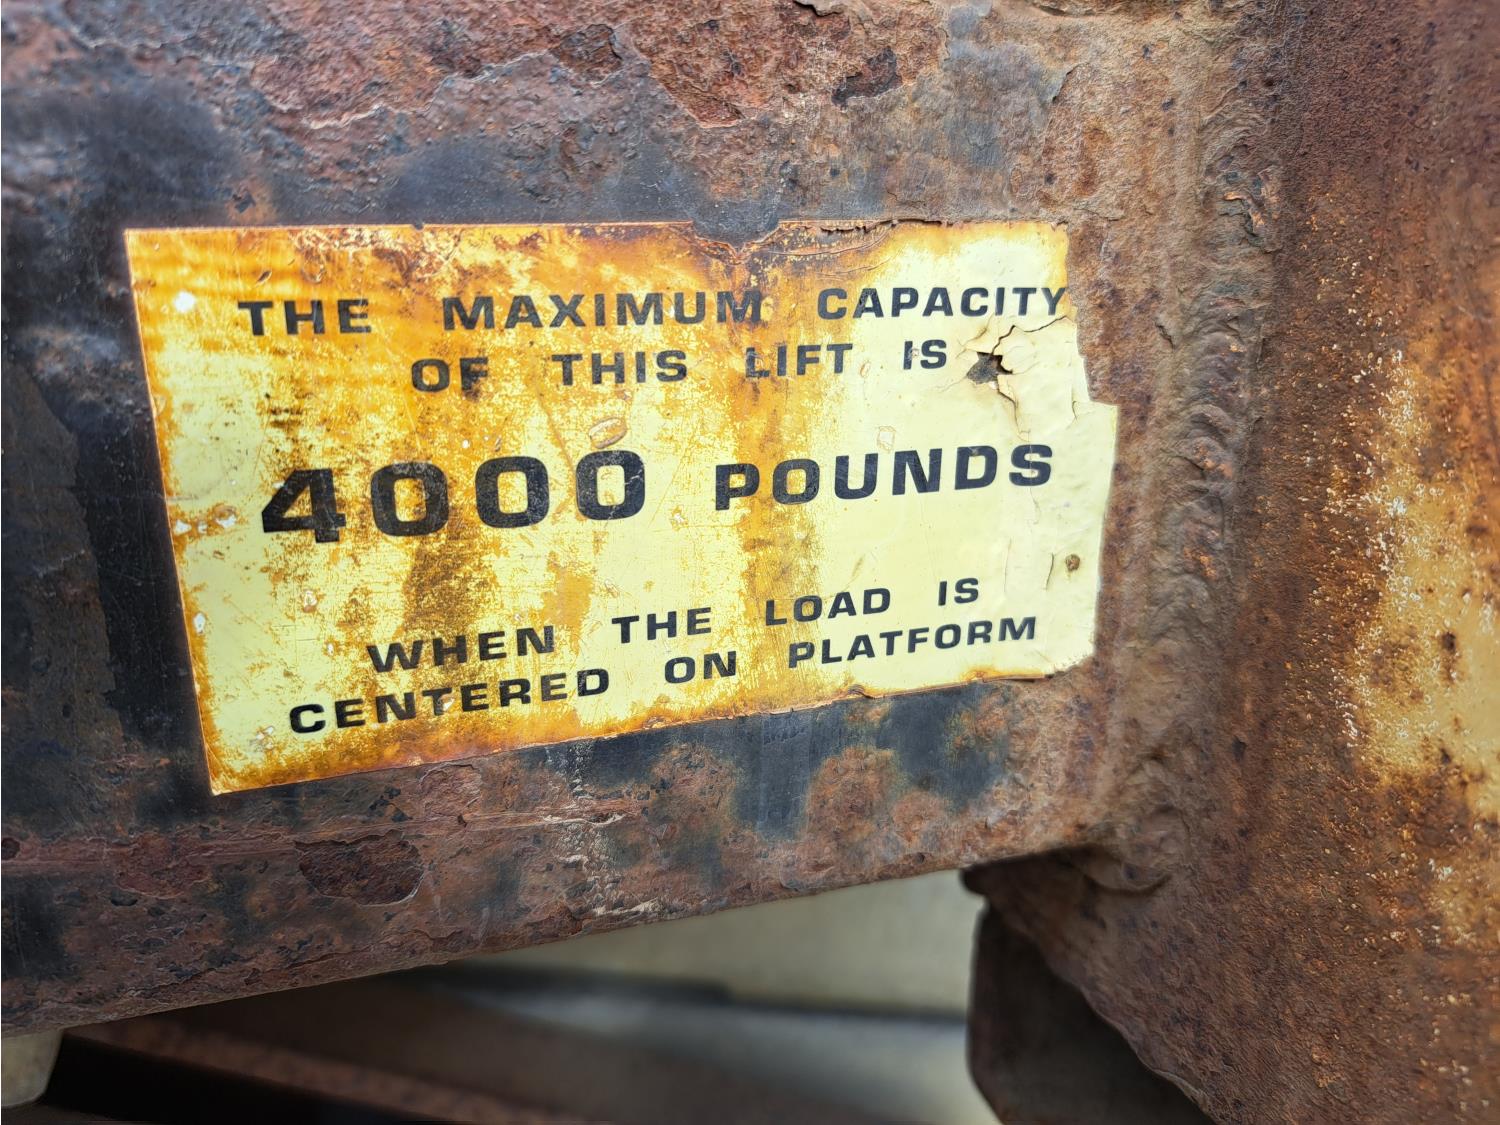 THE MAXIMUM CAPACITY
OF THIS LIFT IS
4000 POUNDS
WHEN THE LOAD IS
CENTERED ON PLATFORM